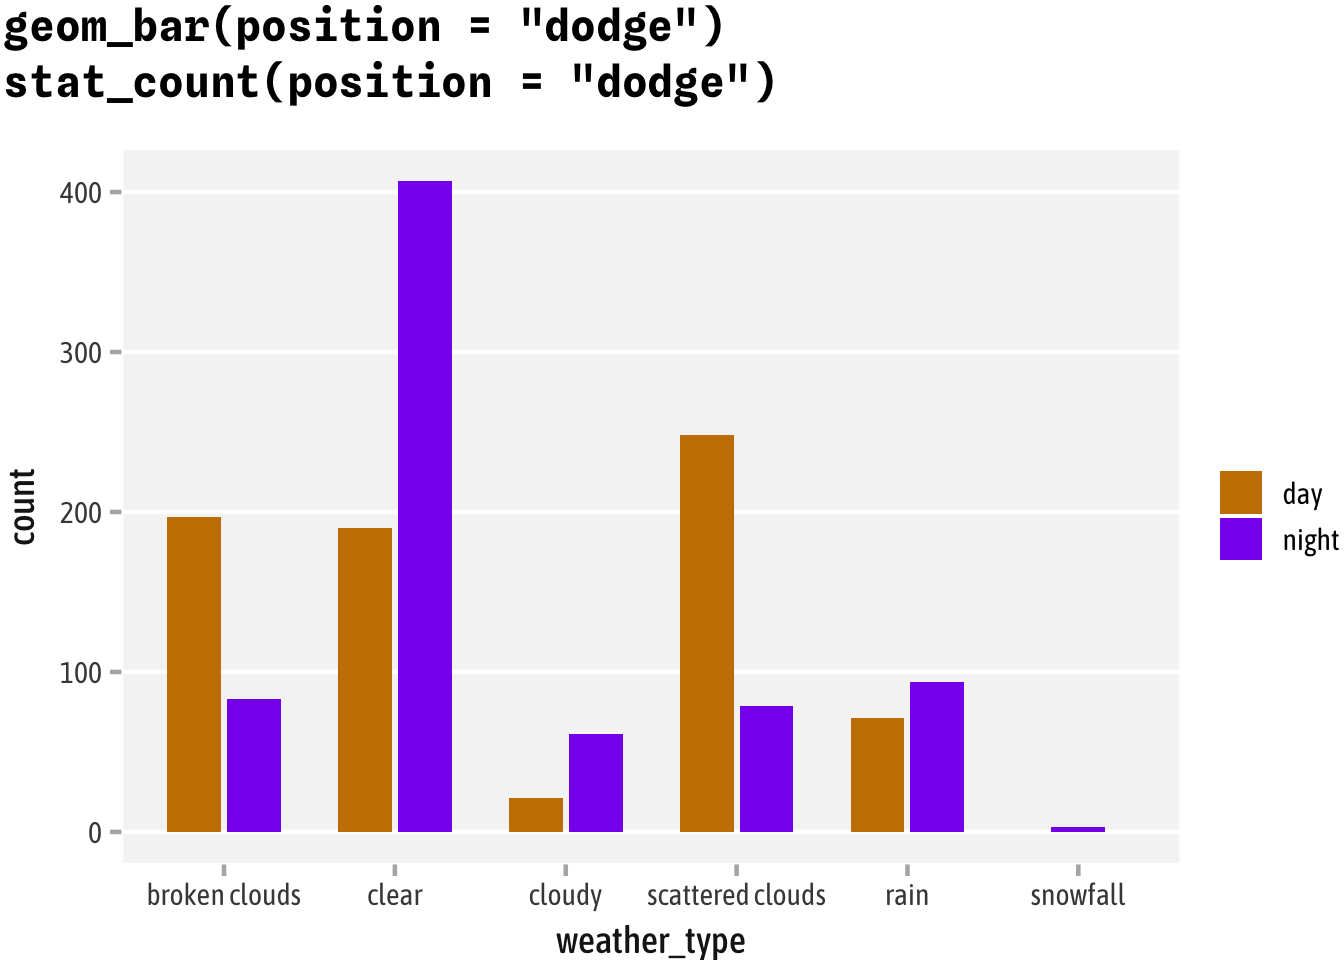 geom_bar(position = "dodge")
stat_count(position = "dodge")
400
300
200
100
0
count
broken clouds
clear
cloudy
scattered clouds
rain
snowfall
weather_type
day
night